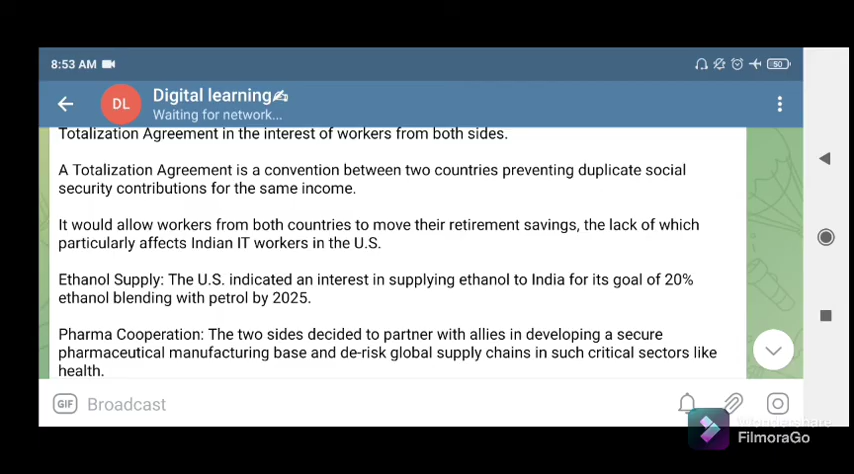 8:53 AM
50
DL
Digital learning✍
Waiting for network...
Totalization Agreement in the interest of workers from both sides.
A Totalization Agreement is a convention between two countries preventing duplicate social
security contributions for the same income.
It would allow workers from both countries to move their retirement savings, the lack of which
particularly affects Indian IT workers in the U.S.
Ethanol Supply: The U.S. indicated an interest in supplying ethanol to India for its goal of 20%
ethanol blending with petrol by 2025.
Pharma Cooperation: The two sides decided to partner with allies in developing a secure
pharmaceutical manufacturing base and de-risk global supply chains in such critical sectors like
health.
GIF
Broadcast
Wondershare
FilmoraGo